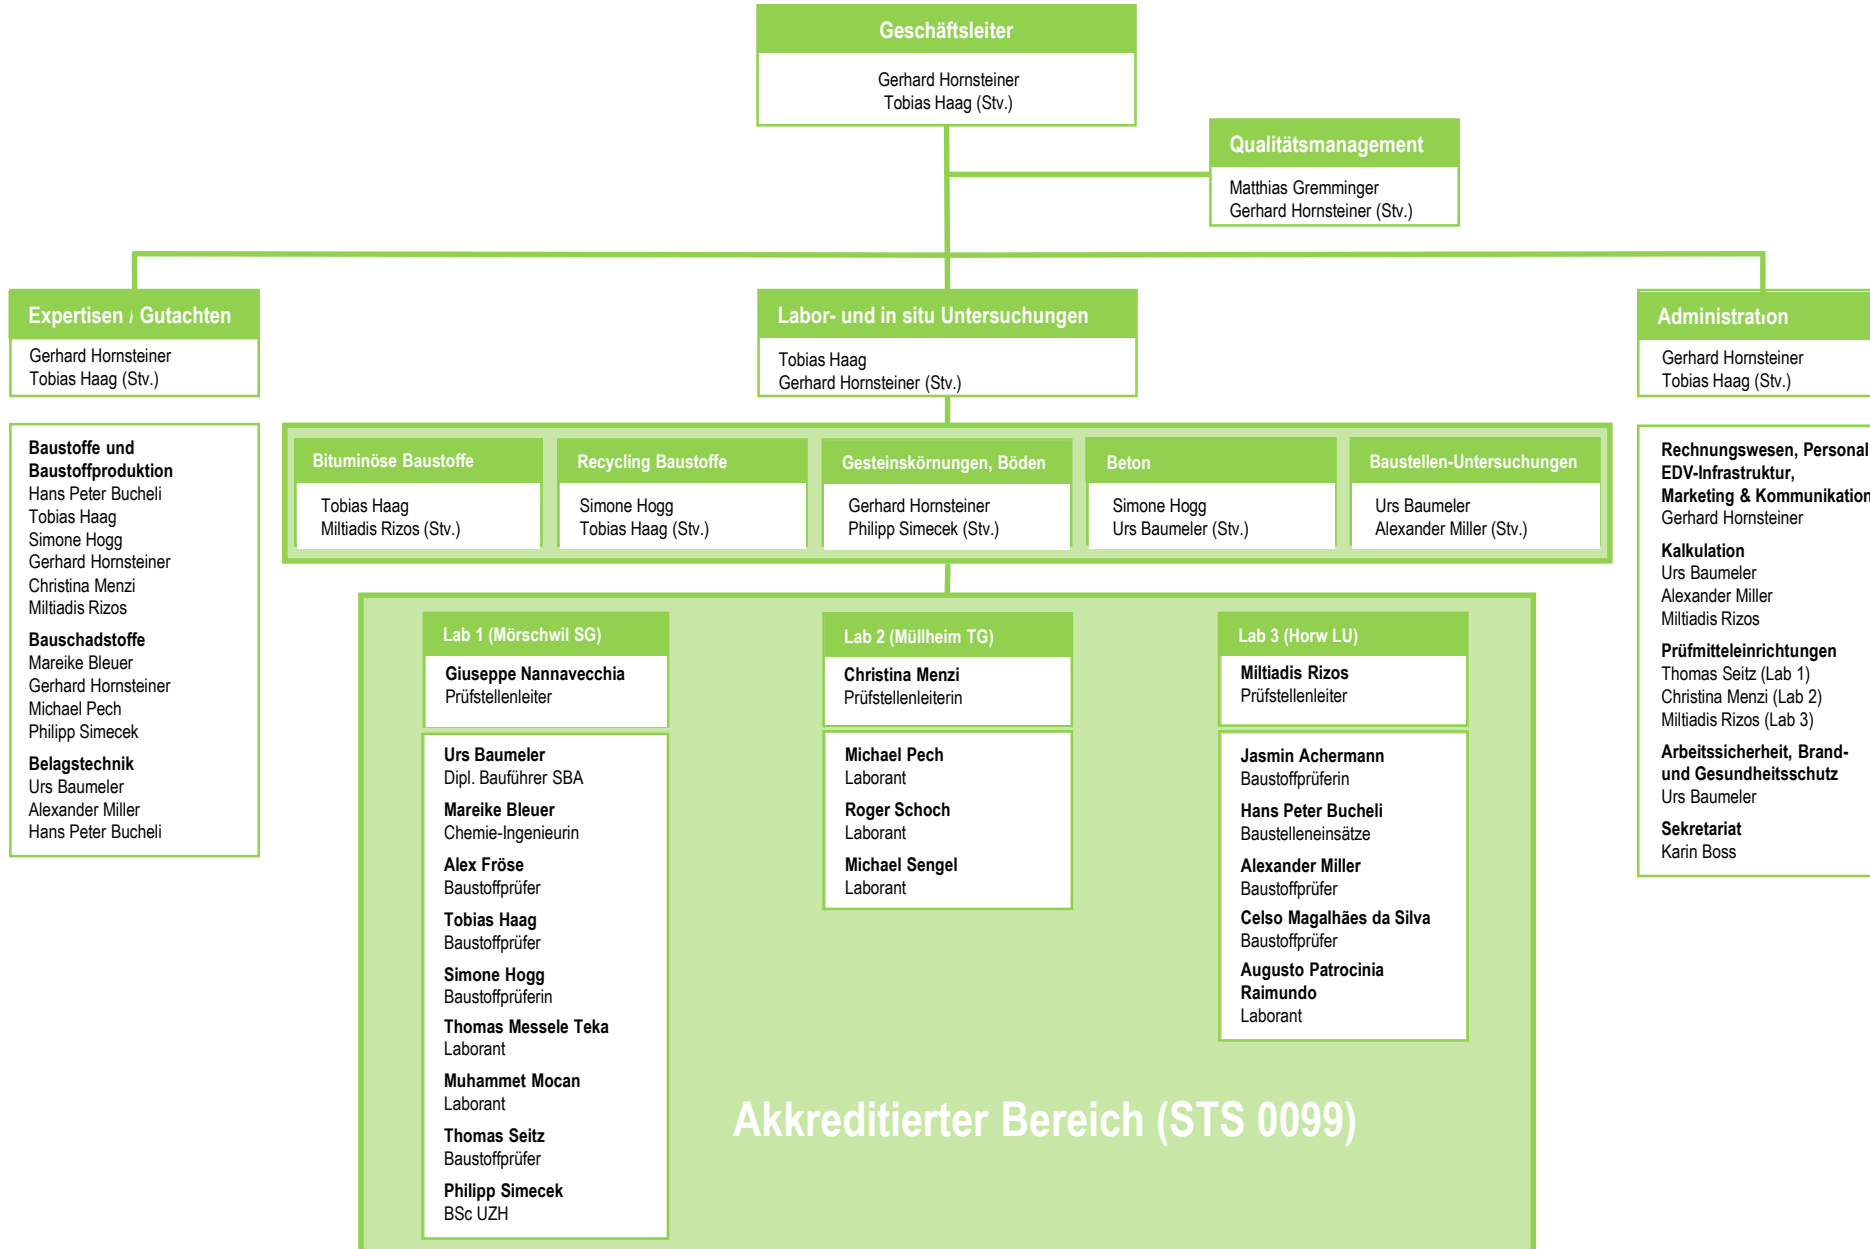 Geschäftsleiter
Gerhard Hornsteiner
Tobias Haag (Stv.)
Qualitätsmanagement
Matthias Gremminger
Gerhard Hornsteiner (Stv.)
Expertisen / Gutachten
Gerhard Hornsteiner
Tobias Haag (Stv.)
Baustoffe und
Baustoffproduktion
Hans Peter Bucheli
Tobias Haag
Simone Hogg
Gerhard Hornsteiner
Christina Menzi
Miltiadis Rizos
Bauschadstoffe
Mareike Bleuer
Gerhard Hornsteiner
Michael Pech
Philipp Simecek
Belagstechnik
Urs Baumeler
Alexander Miller
Hans Peter Bucheli
Labor- und in situ Untersuchungen
Tobias Haag
Gerhard Hornsteiner (Stv.)
Bituminöse Baustoffe
Tobias Haag
Miltiadis Rizos (Stv.)
Recycling Baustoffe
Simone Hogg
Tobias Haag (Stv.)
Gesteinskörnungen, Böden
Gerhard Hornsteiner
Philipp Simecek (Stv.)
Beton
Simone Hogg
Urs Baumeler (Stv.)
Baustellen-Untersuchungen
Urs Baumeler
Alexander Miller (Stv.)
Lab 1 (Mörschwil SG)
Giuseppe Nannavecchia
Prüfstellenleiter
Urs Baumeler
Dipl. Bauführer SBA
Mareike Bleuer
Chemie-Ingenieurin
Alex Fröse
Baustoffprüfer
Tobias Haag
Baustoffprüfer
Simone Hogg
Baustoffprüferin
Thomas Messele Teka
Laborant
Muhammet Mocan
Laborant
Thomas Seitz
Baustoffprüfer
Philipp Simecek
BSc UZH
Lab 2 (Müllheim TG)
Christina Menzi
Prüfstellenleiterin
Michael Pech
Laborant
Roger Schoch
Laborant
Michael Sengel
Laborant
Lab 3 (Horw LU)
Miltiadis Rizos
Prüfstellenleiter
Jasmin Achermann
Baustoffprüferin
Hans Peter Bucheli
Baustelleneinsätze
Alexander Miller
Baustoffprüfer
Celso Magalhães da Silva
Baustoffprüfer
Augusto Patrocinia
Raimundo
Laborant
Akkreditierter Bereich (STS 0099)
Administration
Gerhard Hornsteiner
Tobias Haag (Stv.)
Rechnungswesen, Personal
EDV-Infrastruktur,
Marketing & Kommunikation
Gerhard Hornsteiner
Kalkulation
Urs Baumeler
Alexander Miller
Miltiadis Rizos
Prüfmitteleinrichtungen
Thomas Seitz (Lab 1)
Christina Menzi (Lab 2)
Miltiadis Rizos (Lab 3)
Arbeitssicherheit, Brand-
und Gesundheitsschutz
Urs Baumeler
Sekretariat
Karin Boss